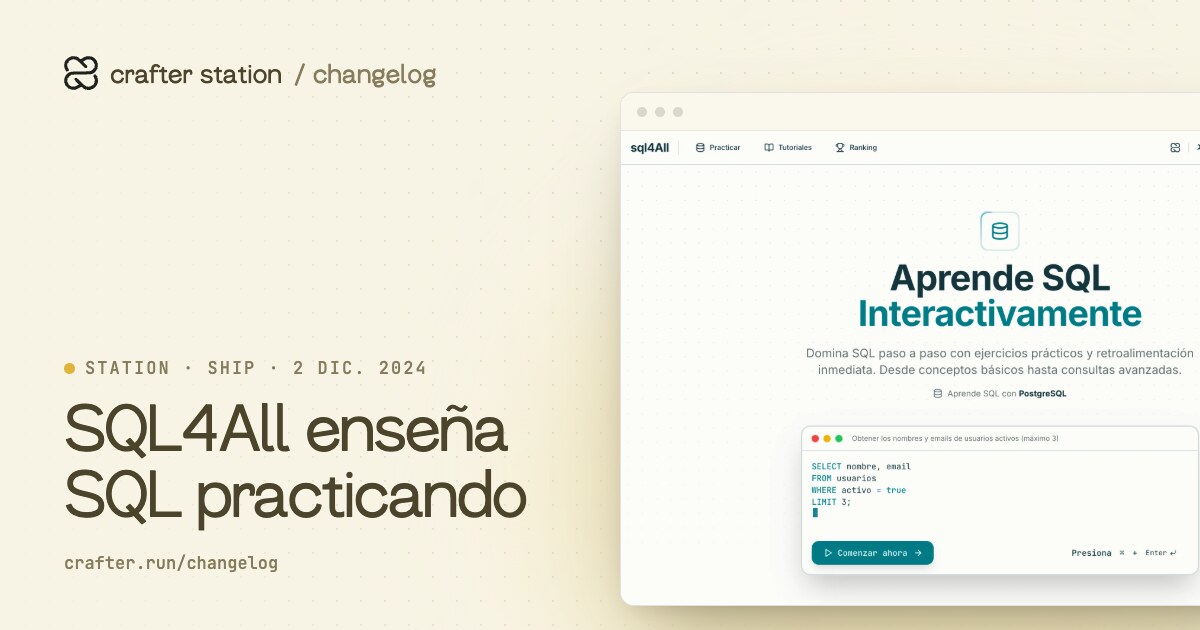 crafter station / changelog
STATION · SHIP · 2 DIC. 2024
SQL4All enseña
SQL practicando
crafter.run/changelog
sql4All
Practicar
Tutoriales
Ranking
Aprende SQL
Interactivamente
Domina SQL paso a paso con ejercicios prácticos y retroalimentación
inmediata. Desde conceptos básicos hasta consultas avanzadas.
Aprende SQL con PostgreSQL
Obtener los nombres y emails de usuarios activos (máximo 3)
SELECT nombre, email
FROM usuarios
WHERE activo = true
LIMIT 3;
Comenzar ahora →
Presiona ⌘ + Enter ↵